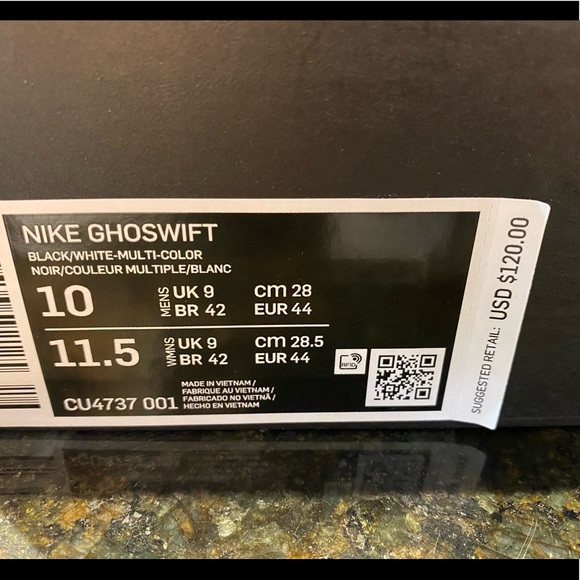 NIKE GHOSWIFT
BLACK/WHITE-MULTI-COLOR
NOIR/COULEUR MULTIPLE/BLANC
10 MENS UK 9 cm 28
BR 42 EUR 44
11.5 WMNS UK 9 cm 28.5
BR 42 EUR 44
RFID
MADE IN VIETNAM /
FABRIQUE AU VIETNAM /
FABRICADO NO VIETNÃ /
CU4737 001 HECHO EN VIETNAM
SUGGESTED RETAIL: USD $120.00